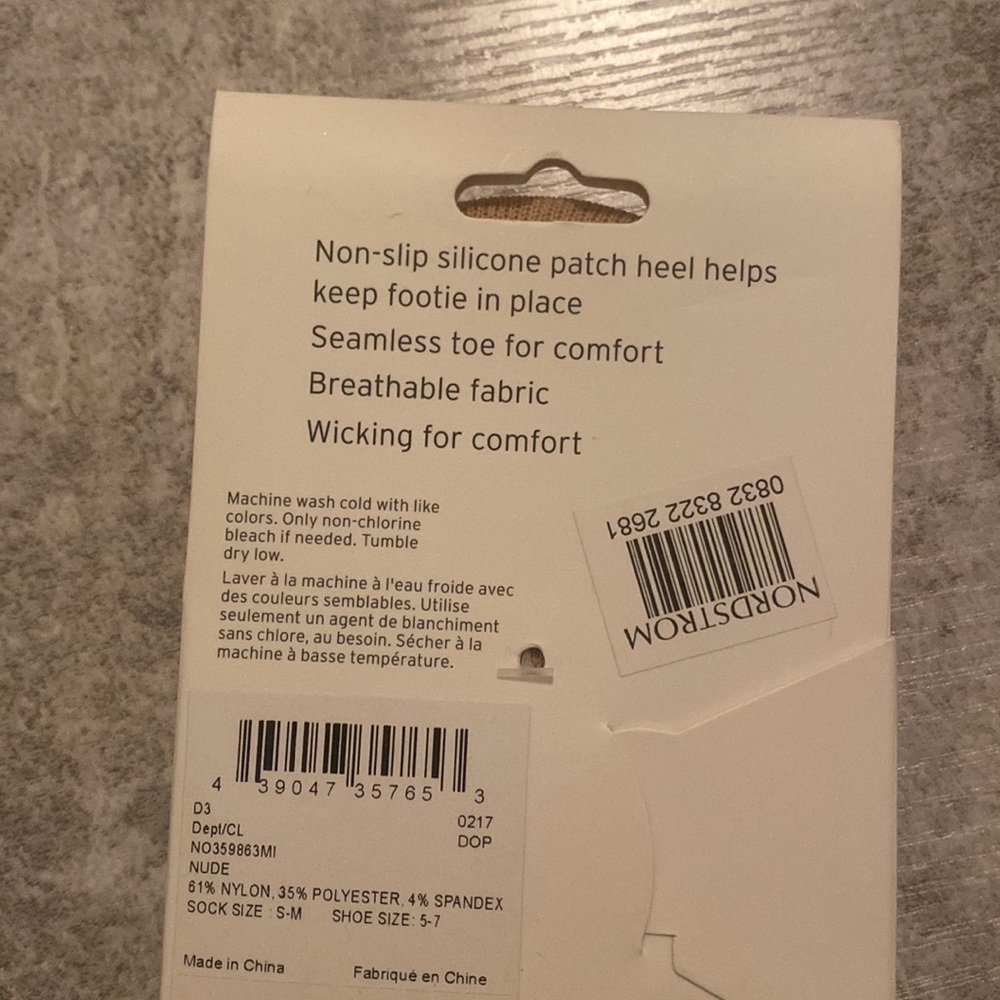 Non-slip silicone patch heel helps
keep footie in place
Seamless toe for comfort
Breathable fabric
Wicking for comfort
Machine wash cold with like
colors. Only non-chlorine
bleach if needed. Tumble
dry low.
Laver à la machine à l'eau froide avec
des couleurs semblables. Utilise
seulement un agent de blanchiment
sans chlore, au besoin. Sécher à la
machine à basse température.
NORDSTROM
0832 8322 2681
4 39047 35765 3
D3 0217
Dept/CL DOP
NO359863MI
NUDE
61% NYLON, 35% POLYESTER, 4% SPANDEX
SOCK SIZE : S-M SHOE SIZE: 5-7
Made in China Fabriqué en Chine